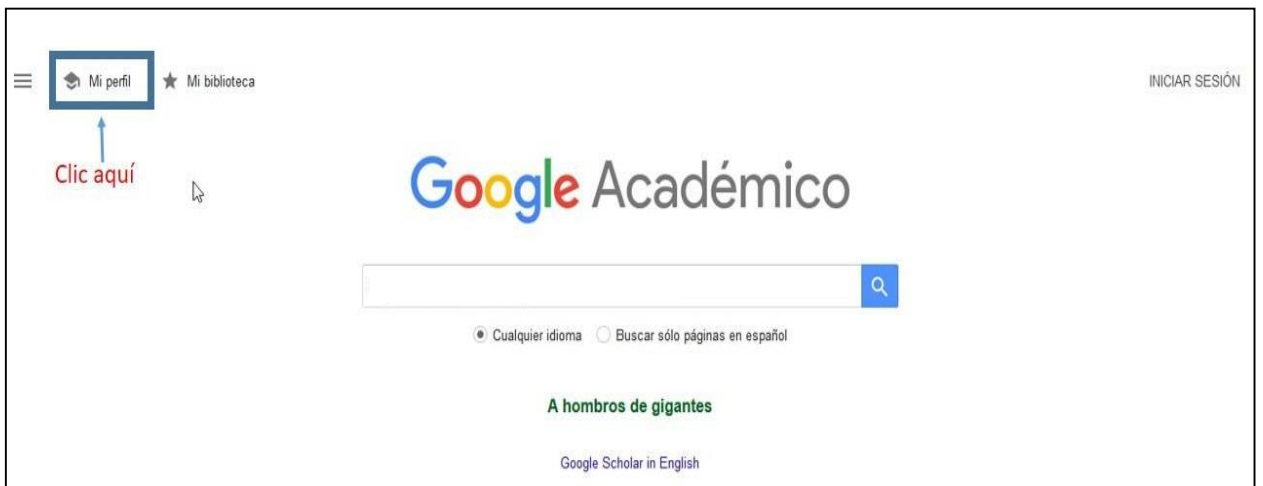 Mi perfil Mi biblioteca INICIAR SESIÓN
Clic aquí
Google Académico
Cualquier idioma Buscar sólo páginas en español
A hombros de gigantes
Google Scholar in English